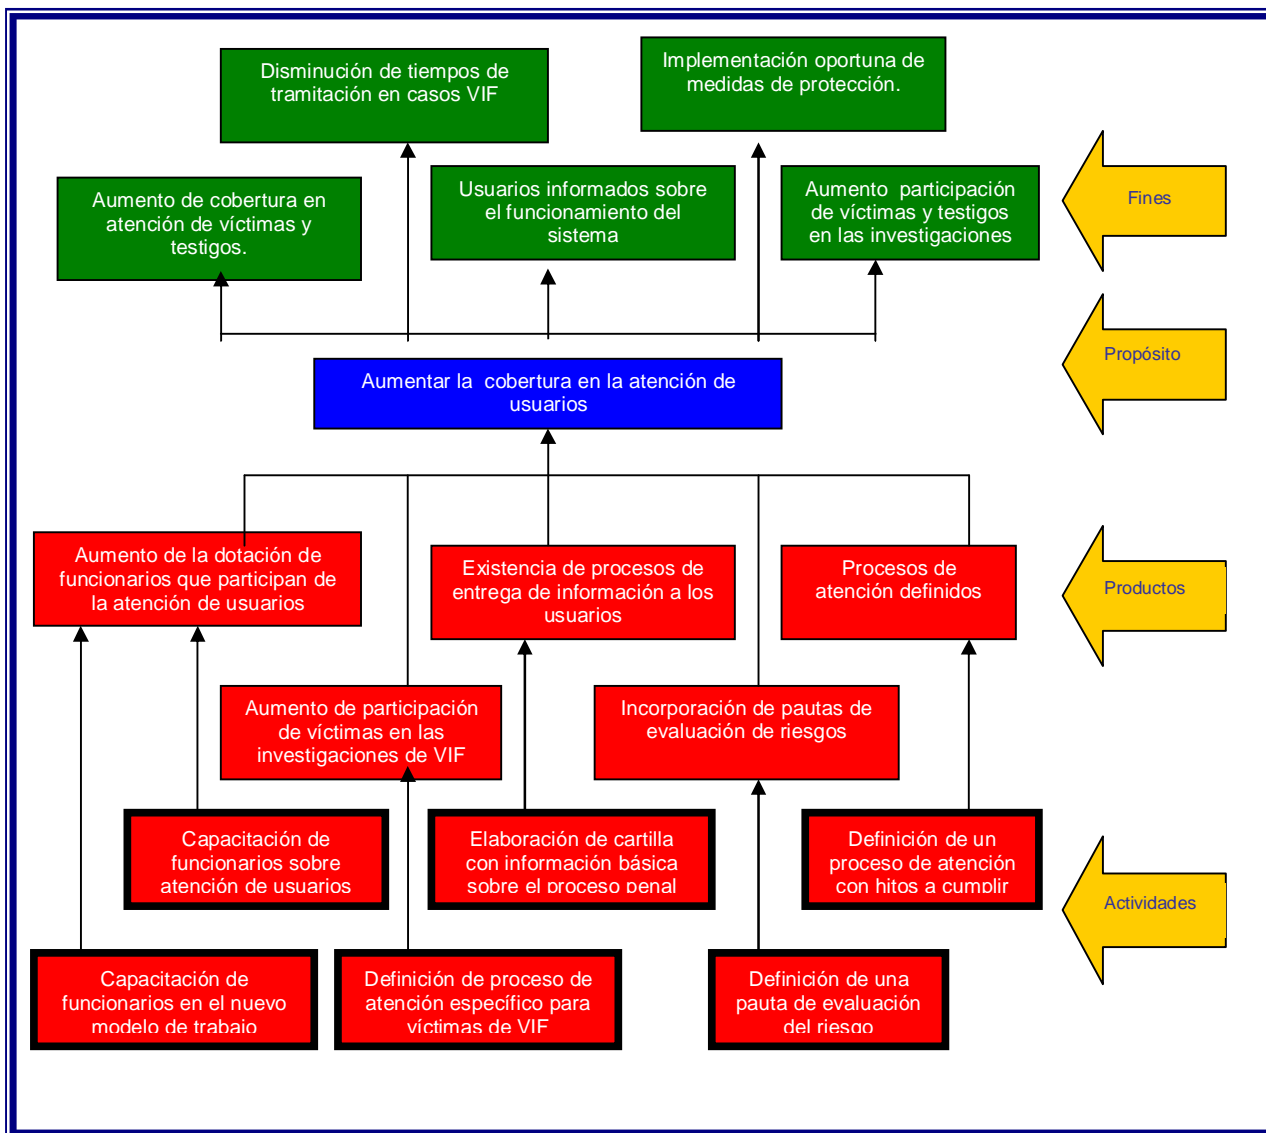 Disminución de tiempos de
tramitación en casos VIF
Implementación oportuna de
medidas de protección.
Aumento de cobertura en
atención de víctimas y
testigos.
Usuarios informados sobre
el funcionamiento del
sistema
Aumento  participación
de víctimas y testigos
en las investigaciones
Fines
Aumentar la  cobertura en la atención de
usuarios
Propósito
Aumento de la dotación de
funcionarios que participan de
la atención de usuarios
Existencia de procesos de
entrega de información a los
usuarios
Procesos de
atención definidos
Productos
Aumento de participación
de víctimas en las
investigaciones de VIF
Incorporación de pautas de
evaluación de riesgos
Capacitación de
funcionarios sobre
atención de usuarios
Elaboración de cartilla
con información básica
sobre el proceso penal
Definición de un
proceso de atención
con hitos a cumplir
Actividades
Capacitación de
funcionarios en el nuevo
modelo de trabajo
Definición de proceso de
atención específico para
víctimas de VIF
Definición de una
pauta de evaluación
del riesgo